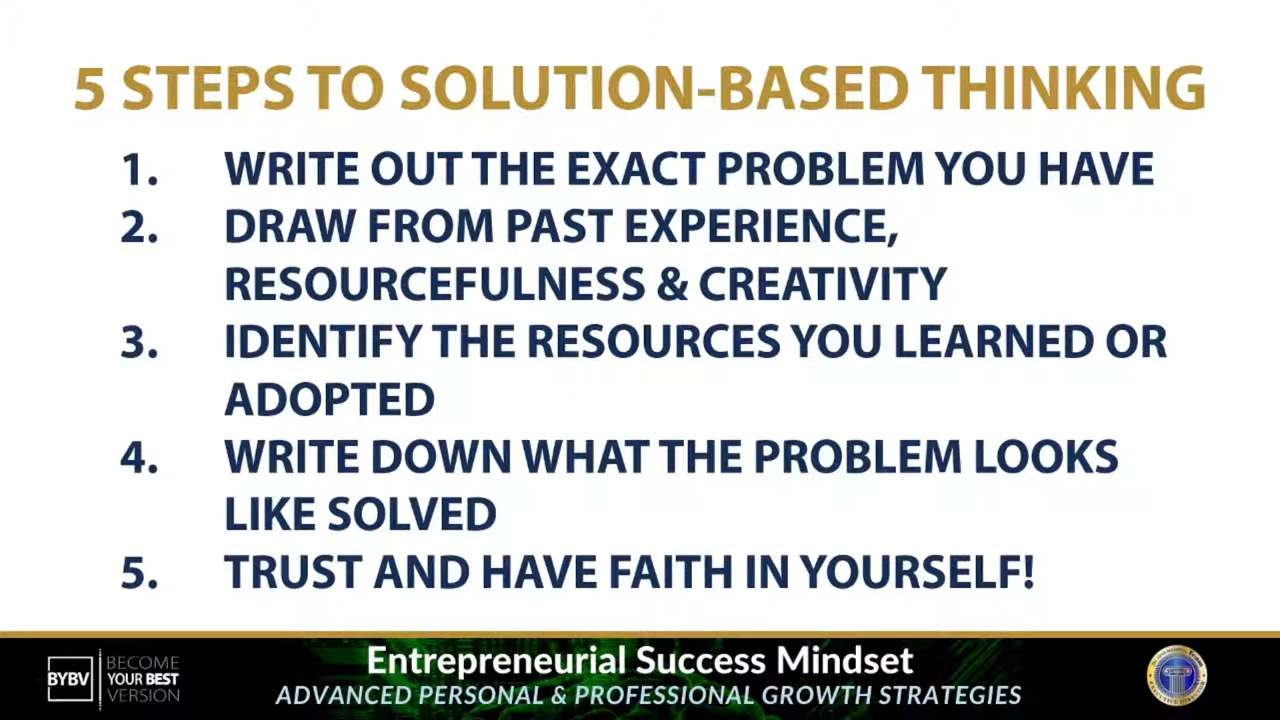 5 STEPS TO SOLUTION-BASED THINKING
1. WRITE OUT THE EXACT PROBLEM YOU HAVE
2. DRAW FROM PAST EXPERIENCE,
RESOURCEFULNESS & CREATIVITY
3. IDENTIFY THE RESOURCES YOU LEARNED OR
ADOPTED
4. WRITE DOWN WHAT THE PROBLEM LOOKS
LIKE SOLVED
5. TRUST AND HAVE FAITH IN YOURSELF!
BYBV
BECOME
YOUR BEST
VERSION
Entrepreneurial Success Mindset
ADVANCED PERSONAL & PROFESSIONAL GROWTH STRATEGIES